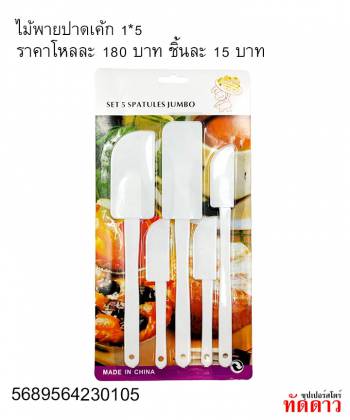 ไม้พายปาดเค้ก 1*5
ราคาโหลละ 180 บาท ชิ้นละ 15 บาท
SET 5 SPATULES JUMBO
MADE IN CHINA
5689564230105
ซุปเปอร์สโตร์
ทัดดาว